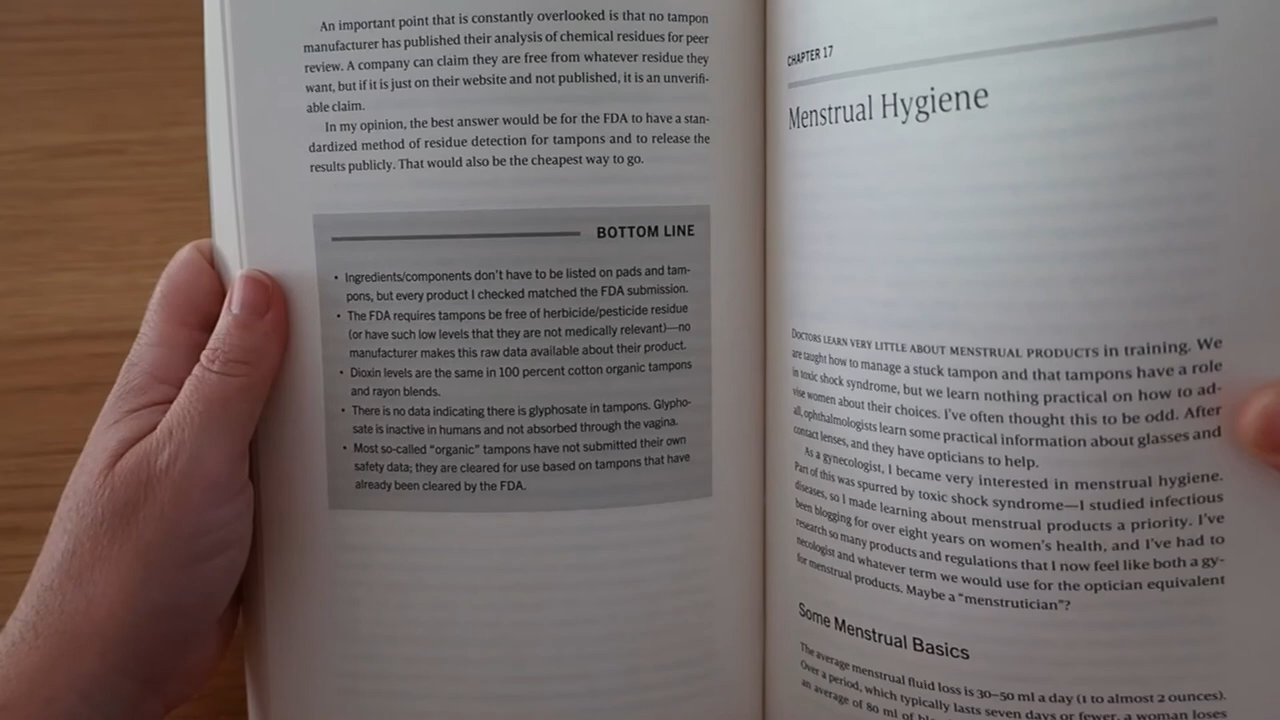 An important point that is constantly overlooked is that no tampon
manufacturer has published their analysis of chemical residues for peer
review. A company can claim they are free from whatever residue they
want, but if it is just on their website and not published, it is an unverifi-
able claim.
In my opinion, the best answer would be for the FDA to have a stan-
dardized method of residue detection for tampons and to release the
results publicly. That would also be the cheapest way to go.
BOTTOM LINE
• Ingredients/components don't have to be listed on pads and tam-
pons, but every product I checked matched the FDA submission.
• The FDA requires tampons be free of herbicide/pesticide residue
(or have such low levels that they are not medically relevant)—no
manufacturer makes this raw data available about their product.
• Dioxin levels are the same in 100 percent cotton organic tampons
and rayon blends.
• There is no data indicating there is glyphosate in tampons. Glypho-
sate is inactive in humans and not absorbed through the vagina.
• Most so-called "organic" tampons have not submitted their own
safety data; they are cleared for use based on tampons that have
already been cleared by the FDA.
CHAPTER 17
Menstrual Hygiene
DOCTORS LEARN VERY LITTLE ABOUT MENSTRUAL PRODUCTS in training. We
are taught how to manage a stuck tampon and that tampons have a role
in toxic shock syndrome, but we learn nothing practical on how to ad-
vise women about their choices. I've often thought this to be odd. After
all, ophthalmologists learn some practical information about glasses and
contact lenses, and they have opticians to help.
As a gynecologist, I became very interested in menstrual hygiene.
Part of this was spurred by toxic shock syndrome—I studied infectious
diseases, so I made learning about menstrual products a priority. I've
been blogging for over eight years on women's health, and I've had to
research so many products and regulations that I now feel like both a gy-
necologist and whatever term we would use for the optician equivalent
for menstrual products. Maybe a "menstrutician"?
Some Menstrual Basics
The average menstrual fluid loss is 30–50 ml a day (1 to almost 2 ounces).
Over a period, which typically lasts seven days or fewer, a woman loses
an average of 80 ml of